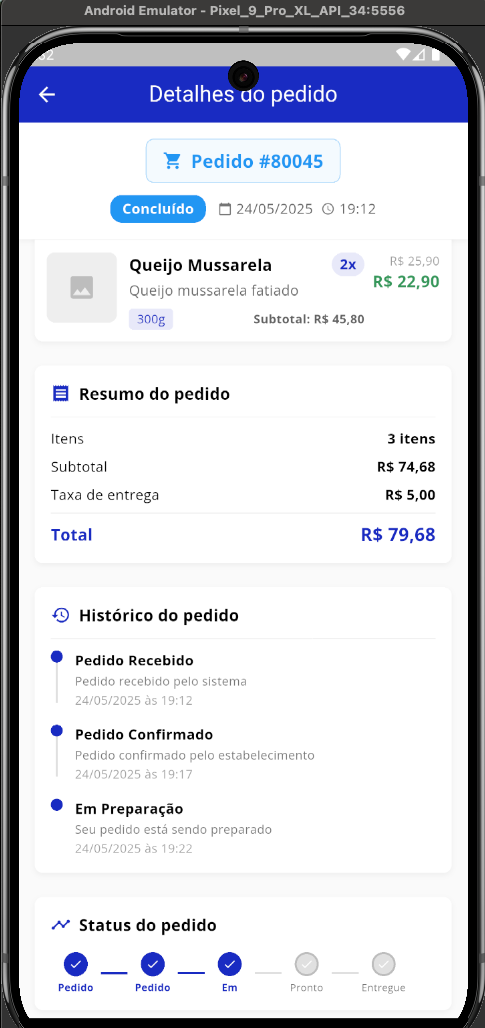 Android Emulator - Pixel_9_Pro_XL_API_34:5556
Detalhes do pedido
Pedido #80045
Concluído 24/05/2025 19:12
Queijo Mussarela 2x R$ 25,90
R$ 22,90
Queijo mussarela fatiado
300g Subtotal: R$ 45,80
Resumo do pedido
Itens 3 itens
Subtotal R$ 74,68
Taxa de entrega R$ 5,00
Total R$ 79,68
Histórico do pedido
Pedido Recebido
Pedido recebido pelo sistema
24/05/2025 às 19:12
Pedido Confirmado
Pedido confirmado pelo estabelecimento
24/05/2025 às 19:17
Em Preparação
Seu pedido está sendo preparado
24/05/2025 às 19:22
Status do pedido
Pedido Pedido Em Pronto Entregue